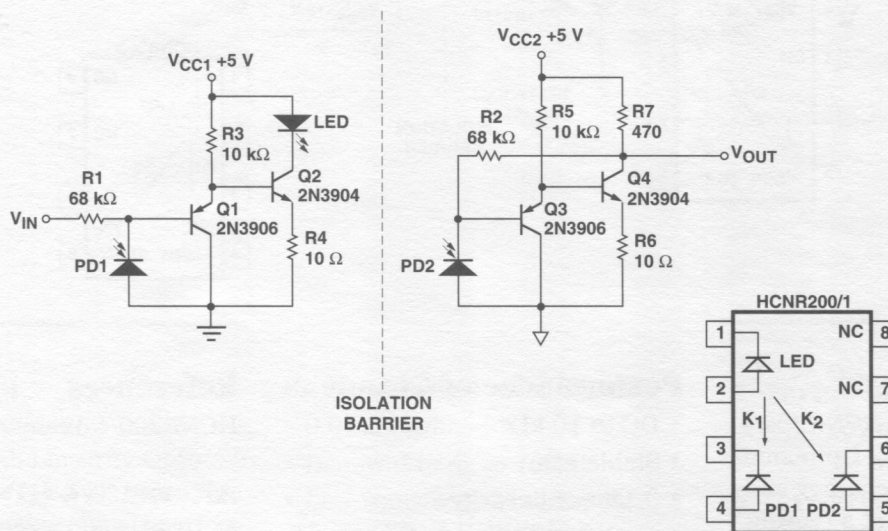 VCC1 +5 V
LED
R3
10 kΩ
Q2
2N3904
R1
68 kΩ
VIN
Q1
2N3906
R4
10 Ω
PD1
ISOLATION
BARRIER
VCC2 +5 V
R5
10 kΩ
R7
470
R2
68 kΩ
VOUT
Q4
2N3904
Q3
2N3906
R6
10 Ω
PD2
HCNR200/1
1
NC
8
LED
2
NC
7
K1
K2
3
6
4
PD1
PD2
5